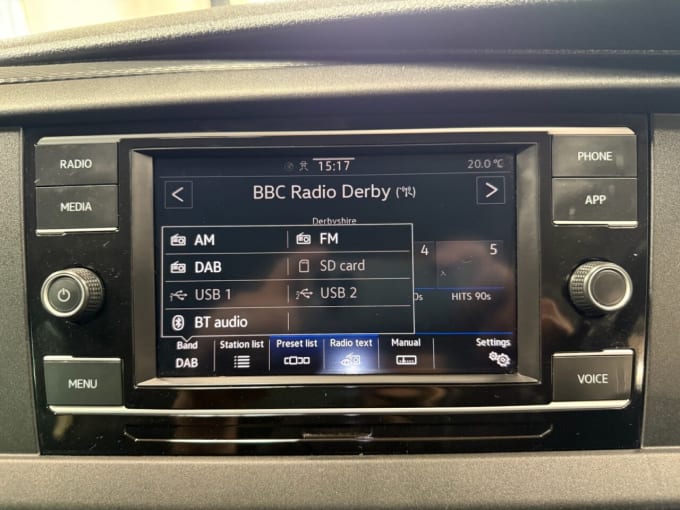 RADIO
MEDIA
MENU
PHONE
APP
VOICE
15:17
20.0 °C
< BBC Radio Derby >
Derbyshire
AM FM
DAB SD card
USB 1 USB 2
BT audio
4 5
0s HITS 90s
Band Station list Preset list Radio text Manual Settings
DAB